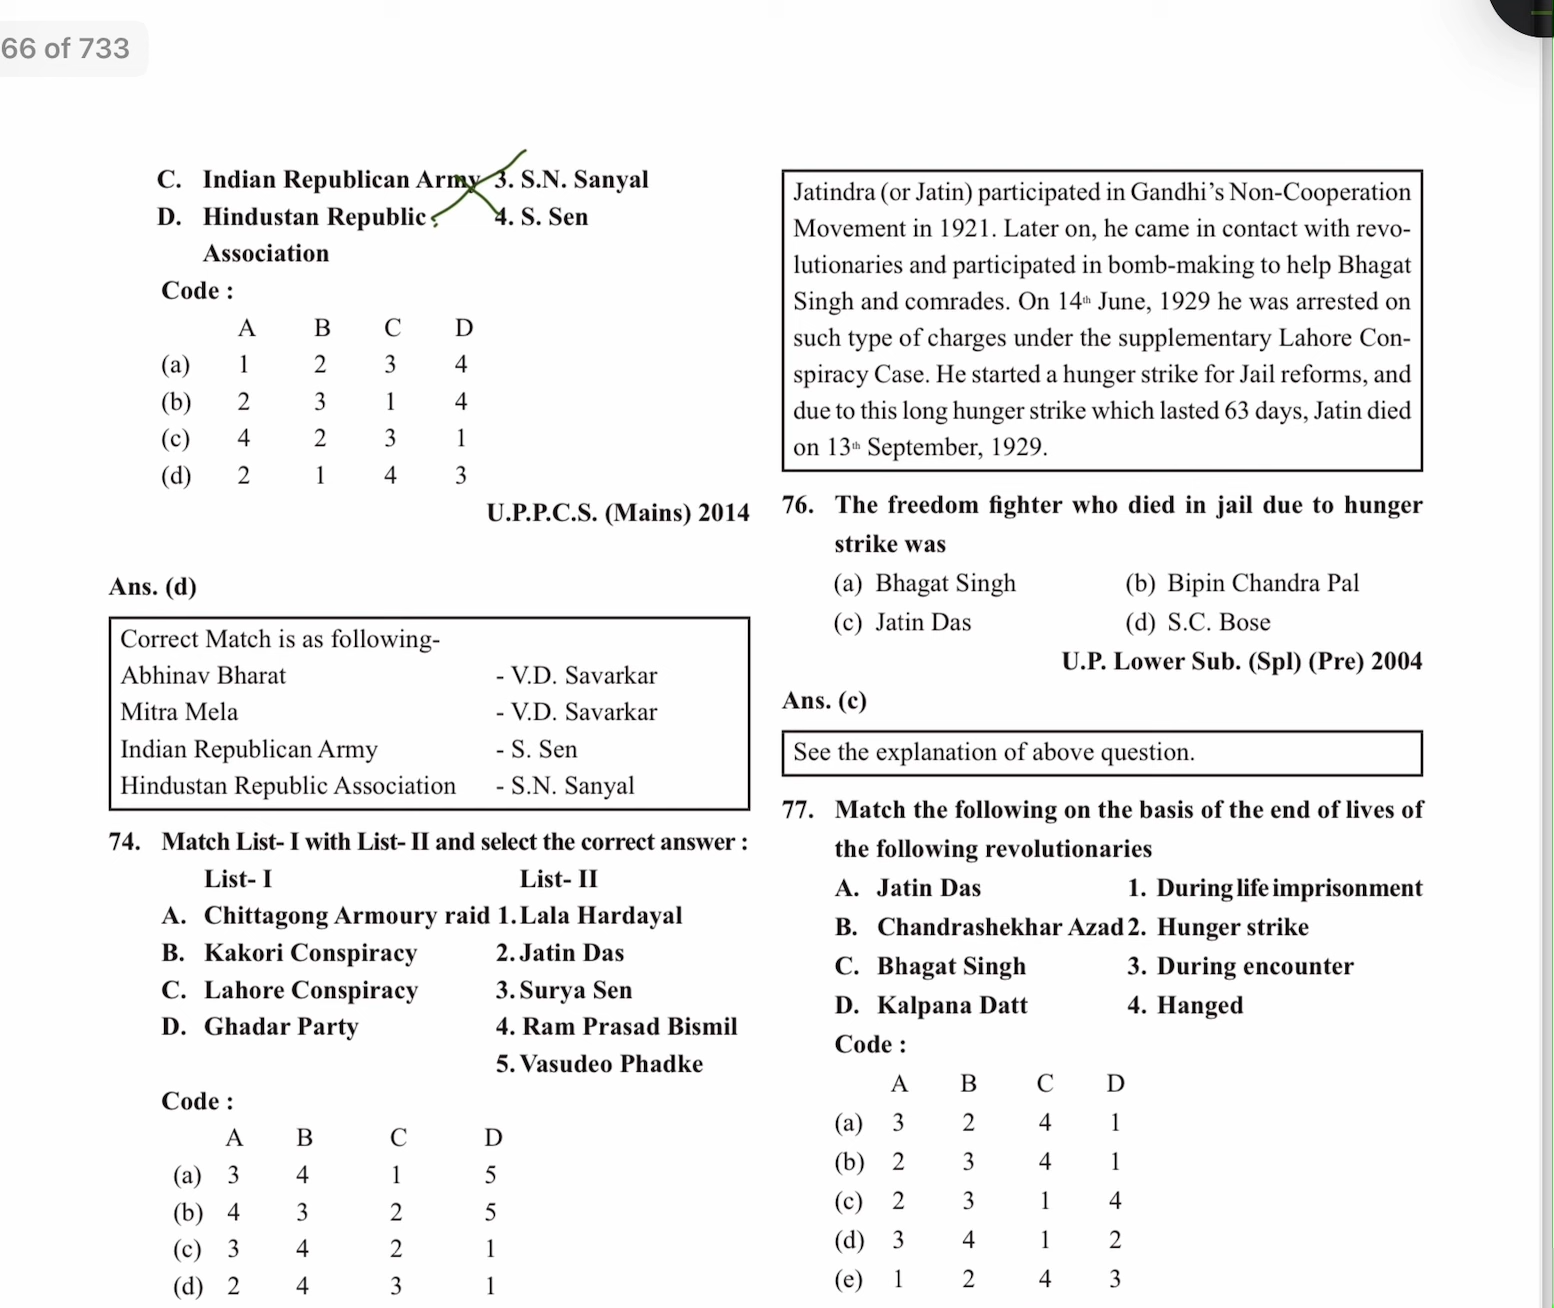 66 of 733
C. Indian Republican Army 3. S.N. Sanyal
D. Hindustan Republic 4. S. Sen
Association
Code :
A B C D
(a) 1 2 3 4
(b) 2 3 1 4
(c) 4 2 3 1
(d) 2 1 4 3
U.P.P.C.S. (Mains) 2014
Ans. (d)
Correct Match is as following-
Abhinav Bharat - V.D. Savarkar
Mitra Mela - V.D. Savarkar
Indian Republican Army - S. Sen
Hindustan Republic Association - S.N. Sanyal
74. Match List- I with List- II and select the correct answer :
List- I List- II
A. Chittagong Armoury raid 1. Lala Hardayal
B. Kakori Conspiracy 2. Jatin Das
C. Lahore Conspiracy 3. Surya Sen
D. Ghadar Party 4. Ram Prasad Bismil
5. Vasudeo Phadke
Code :
A B C D
(a) 3 4 1 5
(b) 4 3 2 5
(c) 3 4 2 1
(d) 2 4 3 1
Jatindra (or Jatin) participated in Gandhi's Non-Cooperation
Movement in 1921. Later on, he came in contact with revo-
lutionaries and participated in bomb-making to help Bhagat
Singh and comrades. On 14th June, 1929 he was arrested on
such type of charges under the supplementary Lahore Con-
spiracy Case. He started a hunger strike for Jail reforms, and
due to this long hunger strike which lasted 63 days, Jatin died
on 13th September, 1929.
76. The freedom fighter who died in jail due to hunger
strike was
(a) Bhagat Singh (b) Bipin Chandra Pal
(c) Jatin Das (d) S.C. Bose
U.P. Lower Sub. (Spl) (Pre) 2004
Ans. (c)
See the explanation of above question.
77. Match the following on the basis of the end of lives of
the following revolutionaries
A. Jatin Das 1. During life imprisonment
B. Chandrashekhar Azad 2. Hunger strike
C. Bhagat Singh 3. During encounter
D. Kalpana Datt 4. Hanged
Code :
A B C D
(a) 3 2 4 1
(b) 2 3 4 1
(c) 2 3 1 4
(d) 3 4 1 2
(e) 1 2 4 3